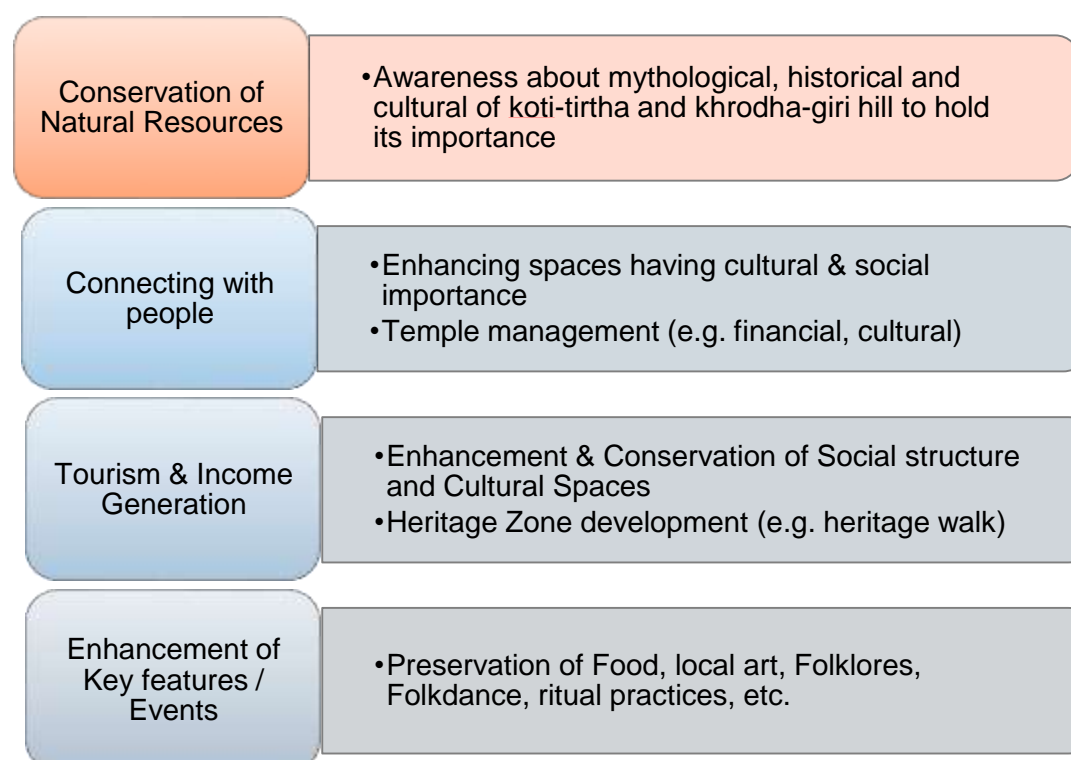 Conservation of
Natural Resources
•Awareness about mythological, historical and
cultural of koti-tirtha and khrodha-giri hill to hold
its importance
Connecting with
people
•Enhancing spaces having cultural & social
importance
•Temple management (e.g. financial, cultural)
Tourism & Income
Generation
•Enhancement & Conservation of Social structure
and Cultural Spaces
•Heritage Zone development (e.g. heritage walk)
Enhancement of
Key features /
Events
•Preservation of Food, local art, Folklores,
Folkdance, ritual practices, etc.